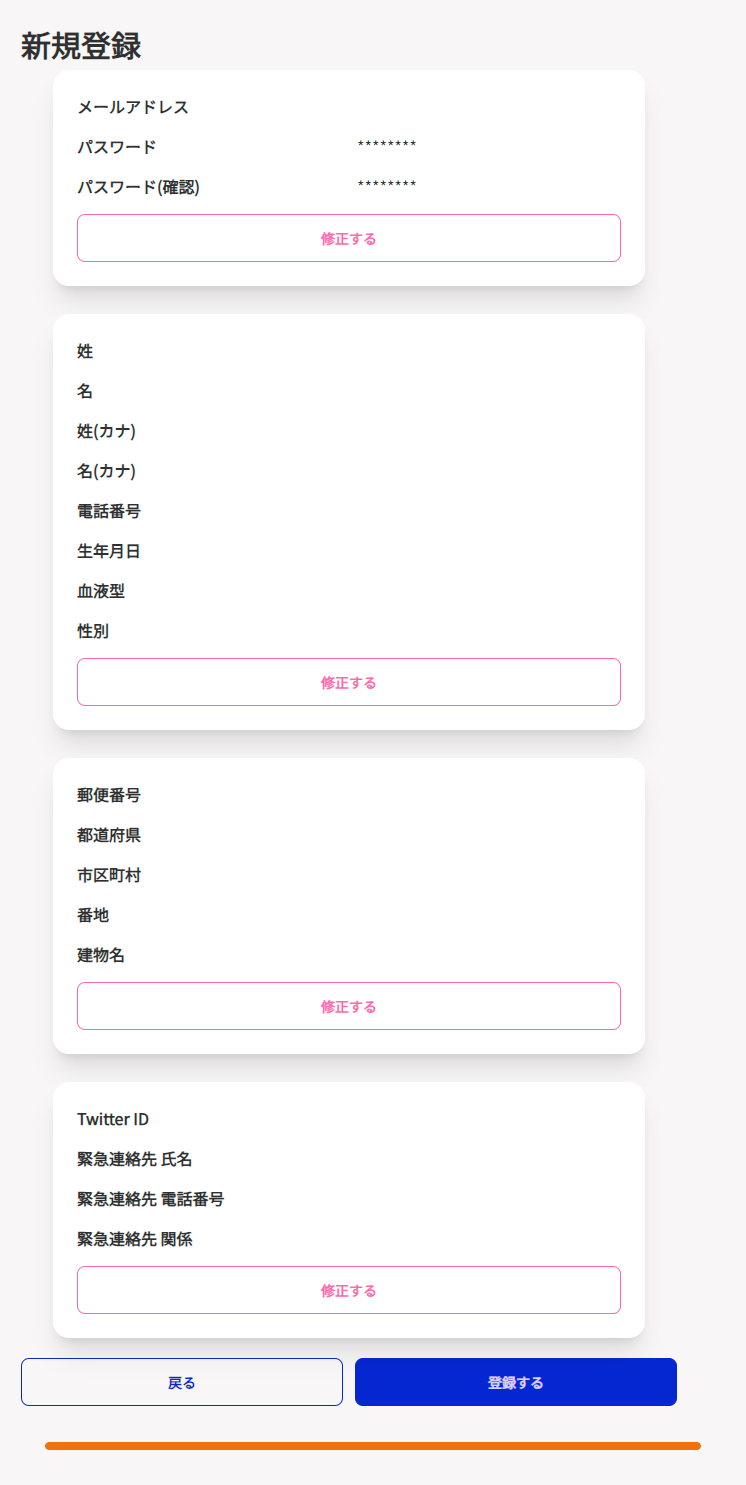 新規登録
メールアドレス
パスワード ********
パスワード(確認) ********
修正する
姓
名
姓(カナ)
名(カナ)
電話番号
生年月日
血液型
性別
修正する
郵便番号
都道府県
市区町村
番地
建物名
修正する
Twitter ID
緊急連絡先 氏名
緊急連絡先 電話番号
緊急連絡先 関係
修正する
戻る 登録する